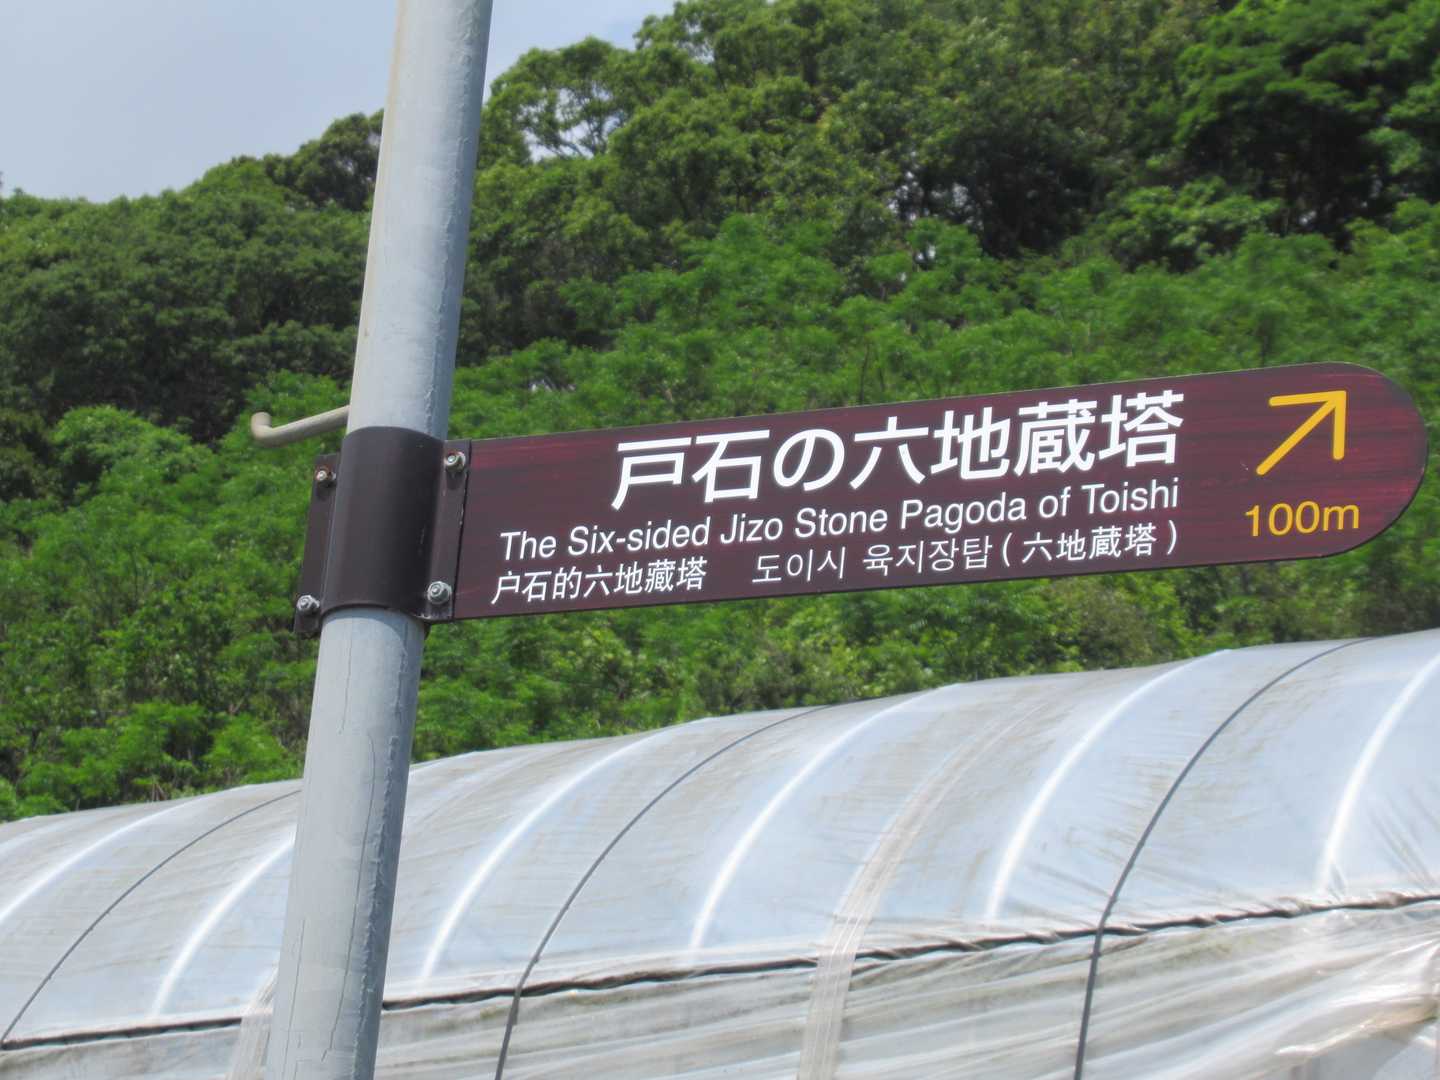 戸石の六地蔵塔
The Six-sided Jizo Stone Pagoda of Toishi
户石的六地藏塔 도이시 육지장탑 ( 六地蔵塔 )
100m